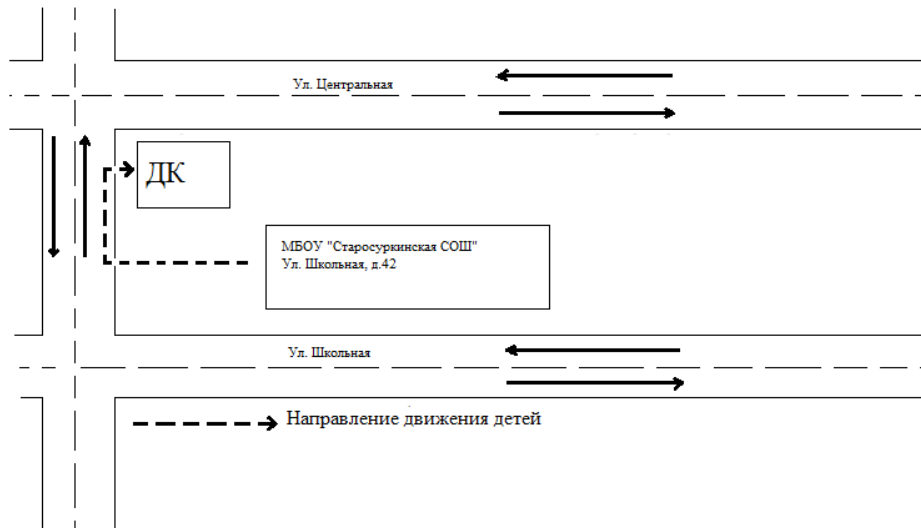 Ул. Центральная
ДК
МБОУ "Старосуркинская СОШ"
Ул. Школьная, д.42
Ул. Школьная
Направление движения детей